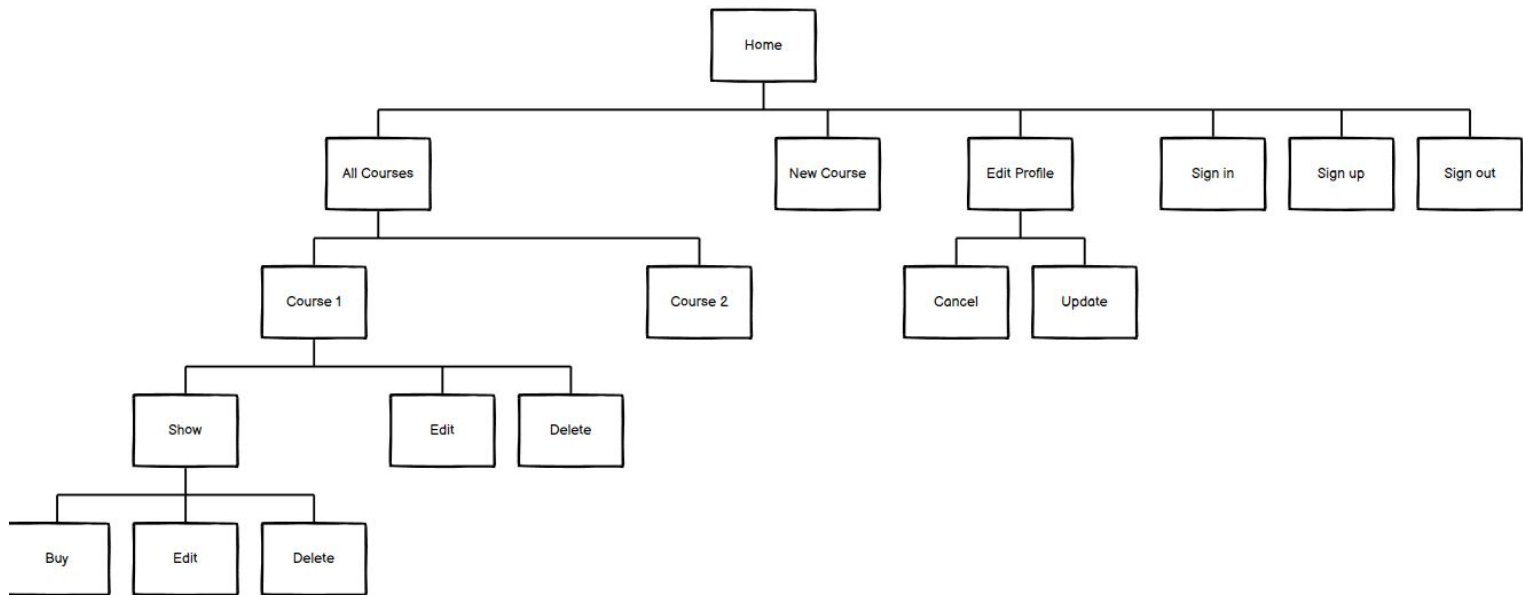 Home
All Courses
New Course
Edit Profile
Sign in
Sign up
Sign out
Course 1
Course 2
Cancel
Update
Show
Edit
Delete
Buy
Edit
Delete